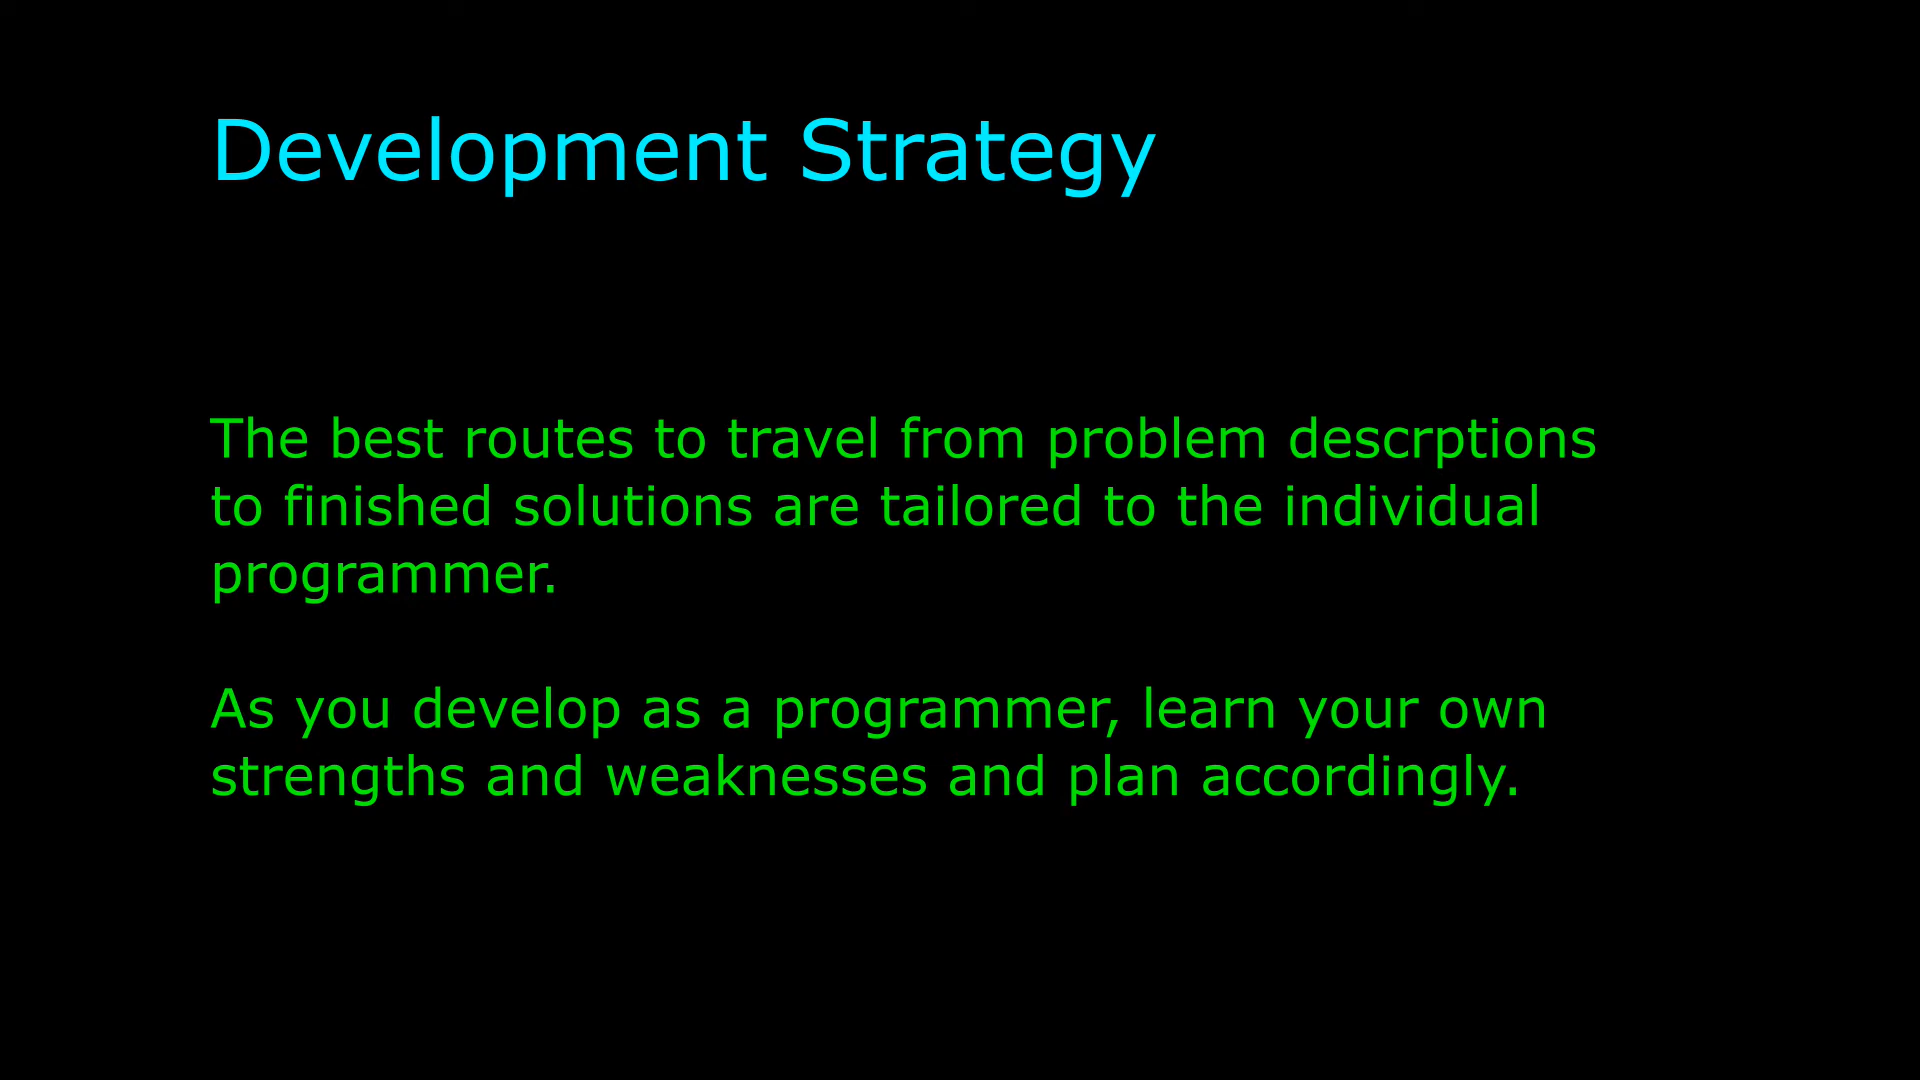 Development Strategy
The best routes to travel from problem descrptions
to finished solutions are tailored to the individual
programmer.
As you develop as a programmer, learn your own
strengths and weaknesses and plan accordingly.